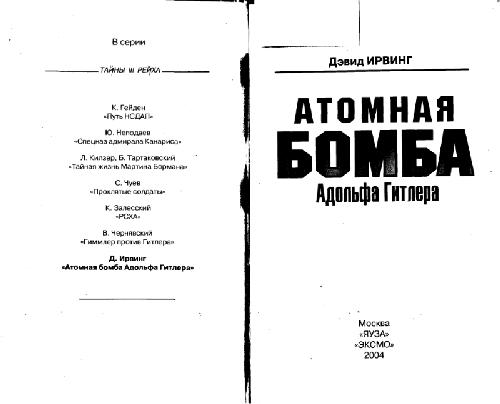 В серии
ТАЙНЫ III РЕЙХА
К. Гейден
«Путь НСДАП»
Ю. Неподаев
«Спецназ адмирала Канариса»
Л. Килзер, Б. Тартаковский
«Тайная жизнь Мартина Бормана»
С. Чуев
«Проклятые солдаты»
К. Залесский
«РОХА»
В. Чернявский
«Гиммлер против Гитлера»
Д. Ирвинг
«Атомная бомба Адольфа Гитлера»
Дэвид ИРВИНГ
АТОМНАЯ
БОМБА
Адольфа Гитлера
Москва
«ЯУЗА»
«ЭКСМО»
2004